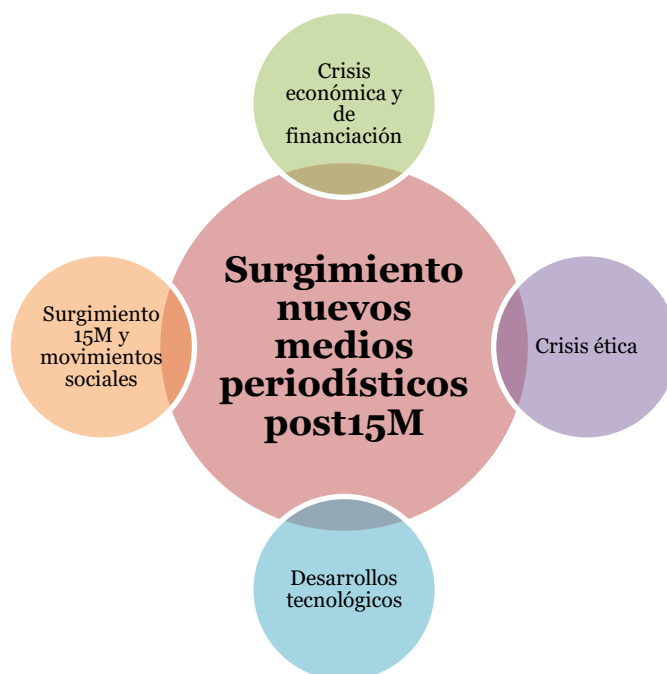 Crisis
económica y
de
financiación
Surgimiento
nuevos
medios
periodísticos
post15M
Surgimiento
15M y
movimientos
sociales
Crisis ética
Desarrollos
tecnológicos